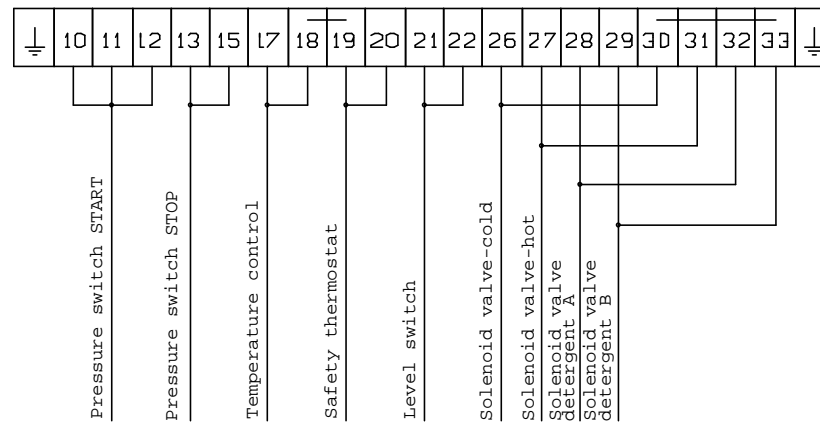 10 11 12 13 15 17 18 19 20 21 22 26 27 28 29 30 31 32 33
Pressure switch START
Pressure switch STOP
Temperature control
Safety thermostat
Level switch
Solenoid valve-cold
Solenoid valve-hot
Solenoid valve
detergent A
Solenoid valve
detergent B